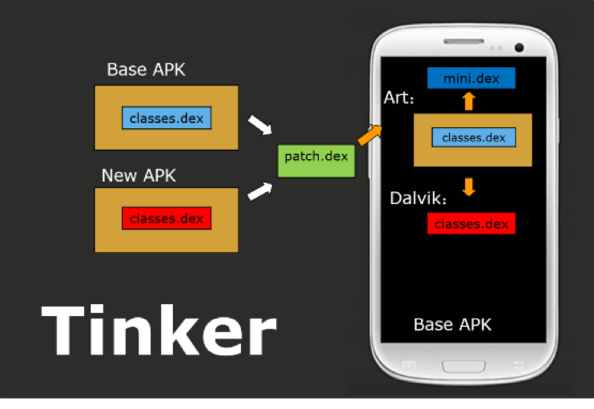 Base APK
classes.dex
New APK
classes.dex
patch.dex
Tinker
mini.dex
Art:
classes.dex
Dalvik:
classes.dex
Base APK